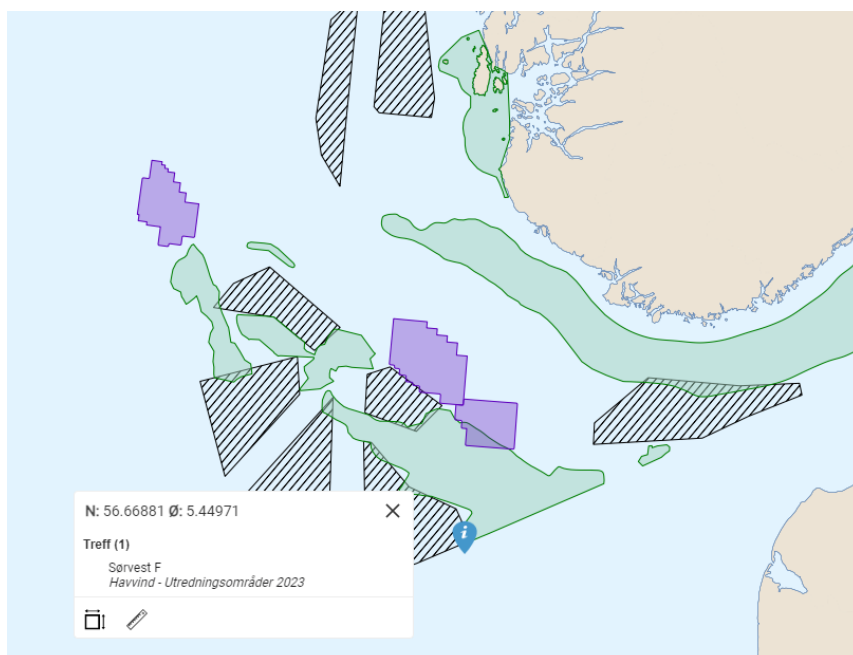 N: 56.66881 Ø: 5.44971
Treff (1)
Sørvest F
Havvind - Utredningsområder 2023